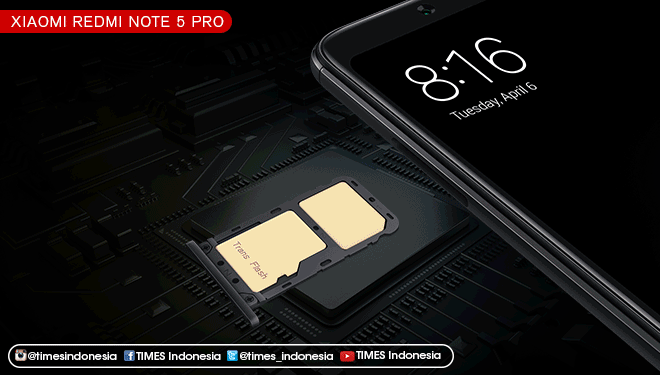 XIAOMI REDMI NOTE 5 PRO
8:16
Tuesday, April 6
Trans Flash
@timesindonesia TIMES Indonesia @times_indonesia TIMES Indonesia